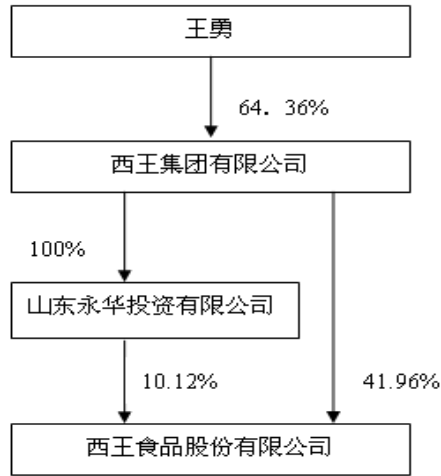 王勇
64. 36%
西王集团有限公司
100%
山东永华投资有限公司
10.12%
41.96%
西王食品股份有限公司